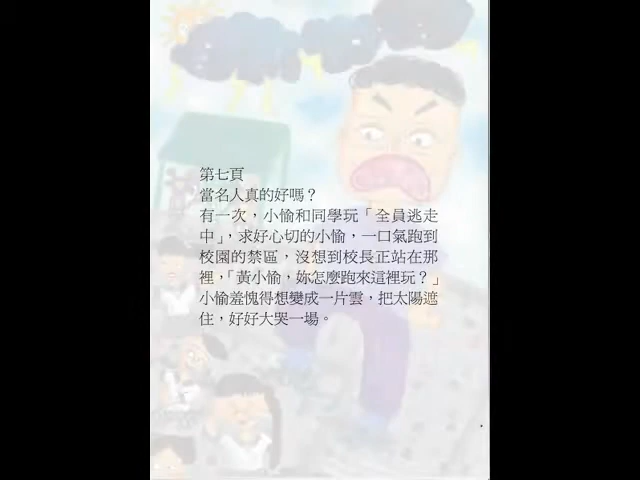 第七頁
當名人真的好嗎？
有一次，小偷和同學玩「全員逃走
中」，求好心切的小偷，一口氣跑到
校園的禁區，沒想到校長正站在那
裡，「黃小偷，妳怎麼跑來這裡玩？」
小偷羞愧得想變成一片雲，把太陽遮
住，好好大哭一場。